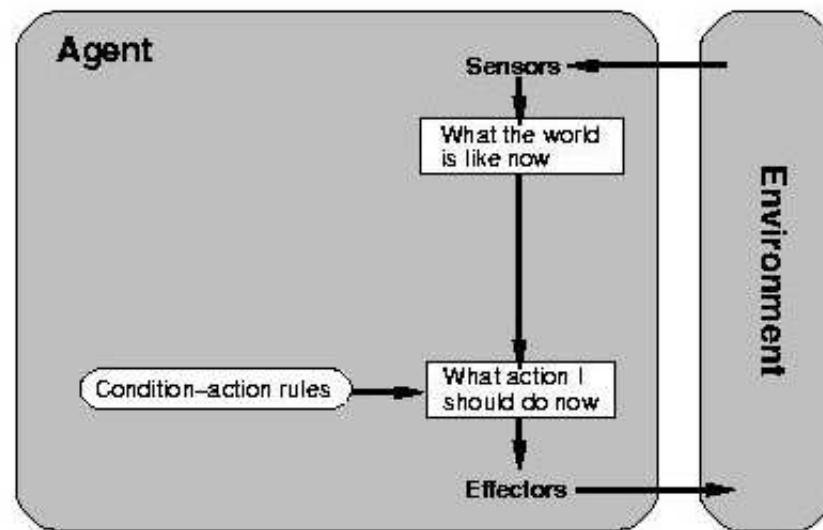 Agent
Sensors
What the world
is like now
Environment
Condition-action rules
What action I
should do now
Effectors